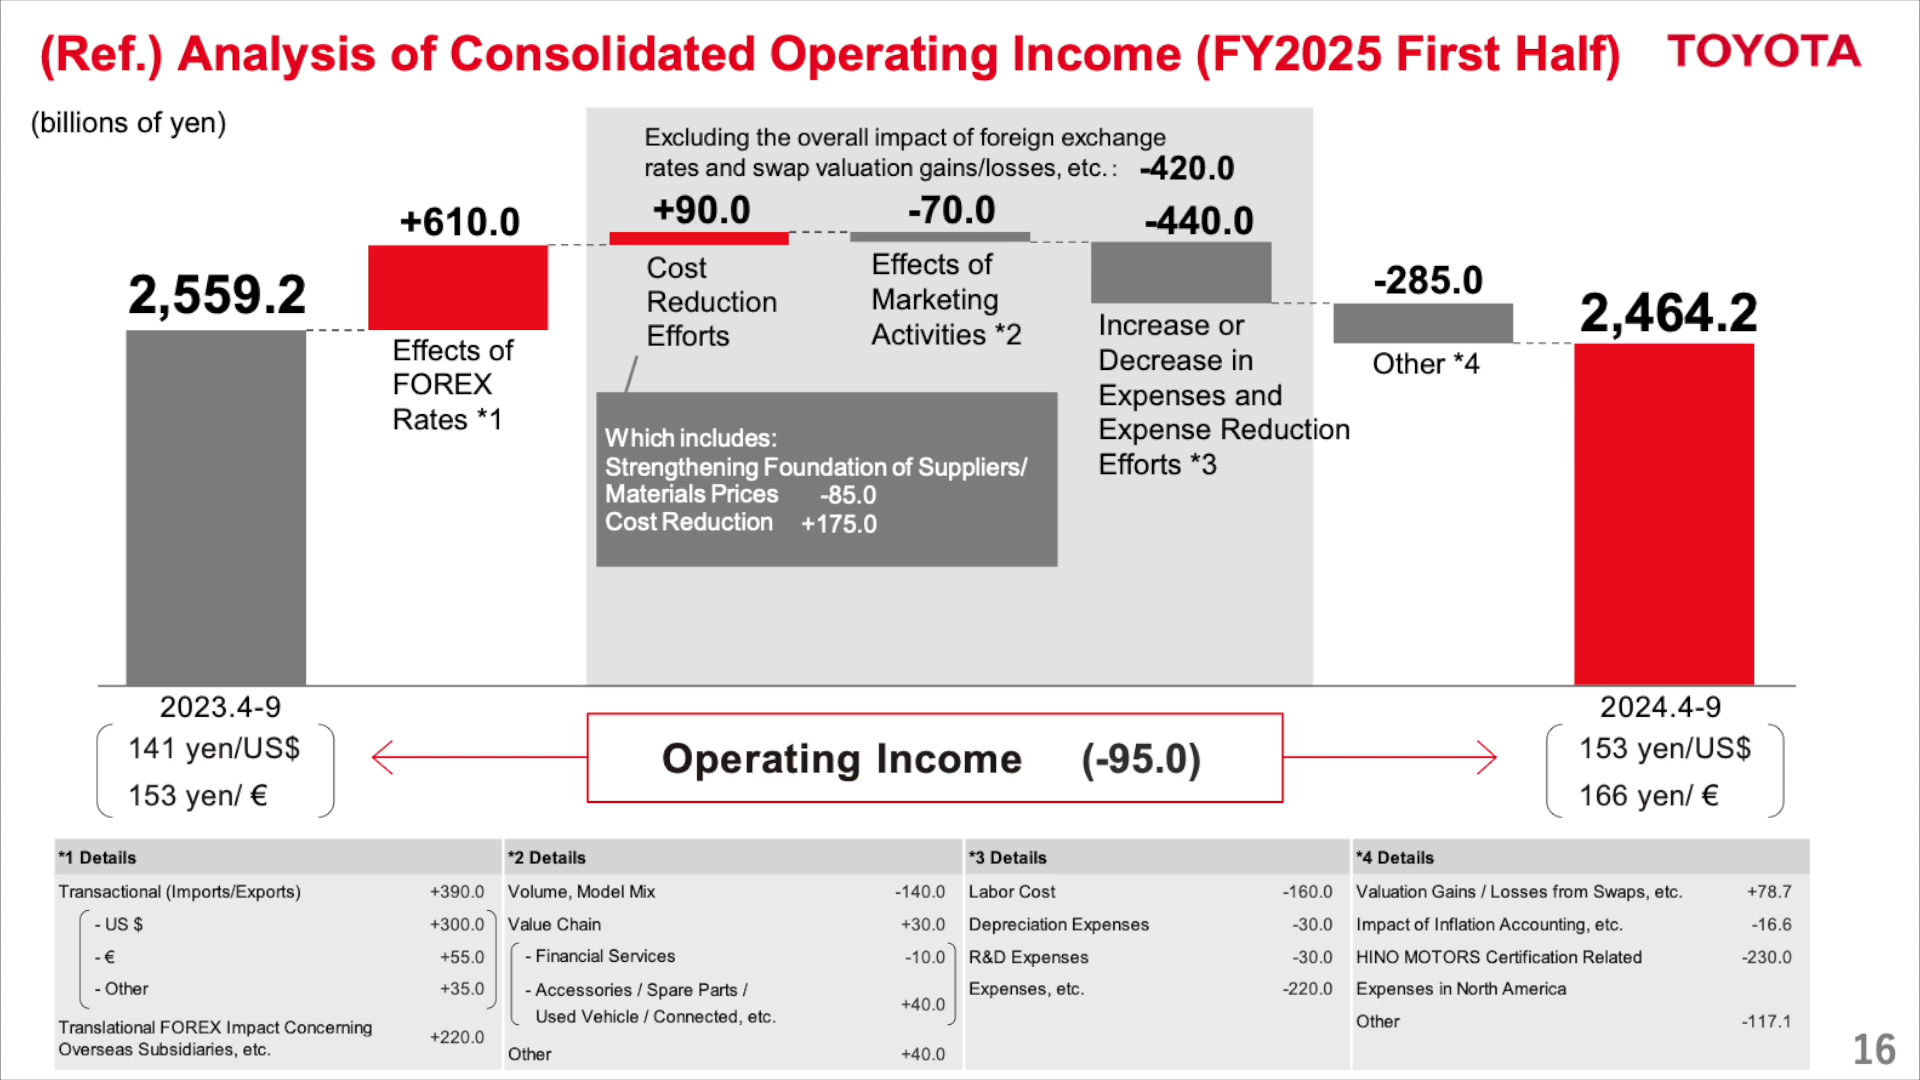 (Ref.) Analysis of Consolidated Operating Income (FY2025 First Half)
TOYOTA
(billions of yen)
Excluding the overall impact of foreign exchange
rates and swap valuation gains/losses, etc. : -420.0
2,559.2
+610.0
Effects of
FOREX
Rates *1
+90.0
Cost
Reduction
Efforts
-70.0
Effects of
Marketing
Activities *2
-440.0
Increase or
Decrease in
Expenses and
Expense Reduction
Efforts *3
-285.0
Other *4
2,464.2
Which includes:
Strengthening Foundation of Suppliers/
Materials Prices -85.0
Cost Reduction +175.0
2023.4-9
141 yen/US$
153 yen/ €
Operating Income (-95.0)
2024.4-9
153 yen/US$
166 yen/ €
*1 Details
Transactional (Imports/Exports) +390.0
- US $ +300.0
- € +55.0
- Other +35.0
Translational FOREX Impact Concerning
Overseas Subsidiaries, etc. +220.0
*2 Details
Volume, Model Mix -140.0
Value Chain +30.0
- Financial Services -10.0
- Accessories / Spare Parts /
Used Vehicle / Connected, etc. +40.0
Other +40.0
*3 Details
Labor Cost -160.0
Depreciation Expenses -30.0
R&D Expenses -30.0
Expenses, etc. -220.0
*4 Details
Valuation Gains / Losses from Swaps, etc. +78.7
Impact of Inflation Accounting, etc. -16.6
HINO MOTORS Certification Related -230.0
Expenses in North America
Other -117.1
16